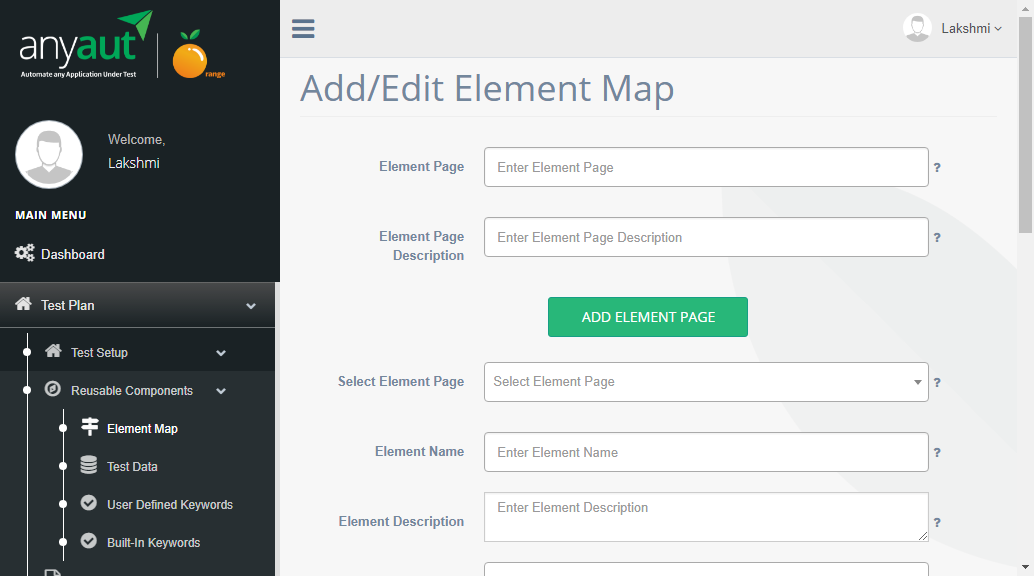 anyaut
Automate any Application Under Test
range
Welcome,
Lakshmi
MAIN MENU
Dashboard
Test Plan
Test Setup
Reusable Components
Element Map
Test Data
User Defined Keywords
Built-In Keywords
Lakshmi
Add/Edit Element Map
Element Page
Enter Element Page
?
Element Page
Description
Enter Element Page Description
?
ADD ELEMENT PAGE
Select Element Page
Select Element Page
?
Element Name
Enter Element Name
?
Element Description
Enter Element Description
?